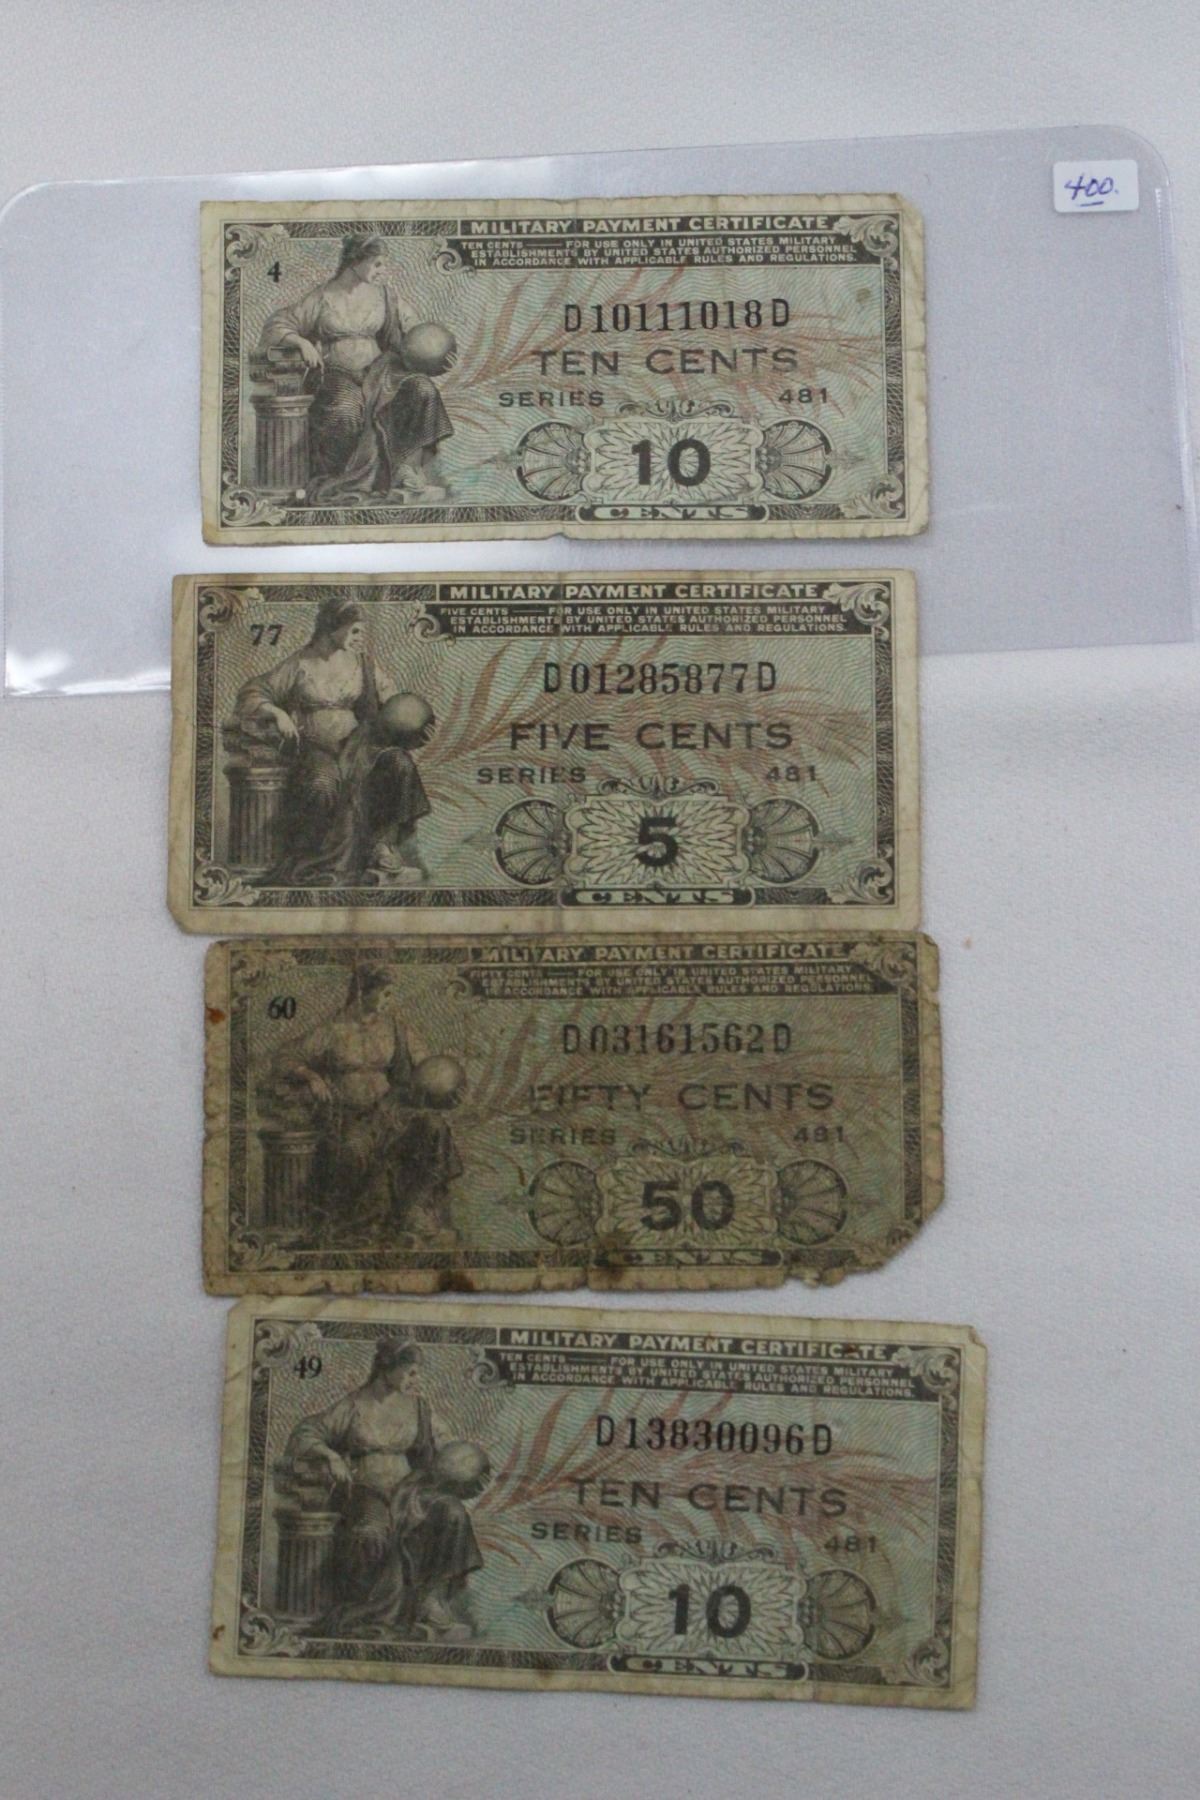 400.
MILITARY PAYMENT CERTIFICATE
TEN CENTS — FOR USE ONLY IN UNITED STATES MILITARY
ESTABLISHMENTS BY UNITED STATES AUTHORIZED PERSONNEL
IN ACCORDANCE WITH APPLICABLE RULES AND REGULATIONS.
4
D10111018D
TEN CENTS
SERIES 481
10
CENTS
MILITARY PAYMENT CERTIFICATE
FIVE CENTS — FOR USE ONLY IN UNITED STATES MILITARY
ESTABLISHMENTS BY UNITED STATES AUTHORIZED PERSONNEL
IN ACCORDANCE WITH APPLICABLE RULES AND REGULATIONS.
77
D01285877D
FIVE CENTS
SERIES 481
5
CENTS
MILITARY PAYMENT CERTIFICATE
FIFTY CENTS — FOR USE ONLY IN UNITED STATES MILITARY
ESTABLISHMENTS BY UNITED STATES AUTHORIZED PERSONNEL
IN ACCORDANCE WITH APPLICABLE RULES AND REGULATIONS.
60
D03161562D
FIFTY CENTS
SERIES 481
50
CENTS
MILITARY PAYMENT CERTIFICATE
TEN CENTS — FOR USE ONLY IN UNITED STATES MILITARY
ESTABLISHMENTS BY UNITED STATES AUTHORIZED PERSONNEL
IN ACCORDANCE WITH APPLICABLE RULES AND REGULATIONS.
49
D13830096D
TEN CENTS
SERIES 481
10
CENTS